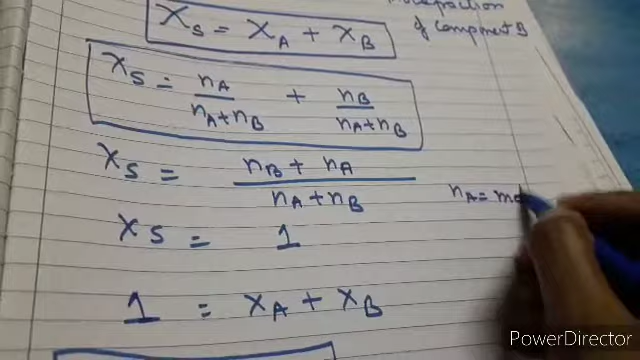 of component B
X_S = X_A + X_B
X_S = n_A / (n_A + n_B) + n_B / (n_A + n_B)
X_S = (n_B + n_A) / (n_A + n_B)
n_A = m
X_S = 1
1 = X_A + X_B
PowerDirector